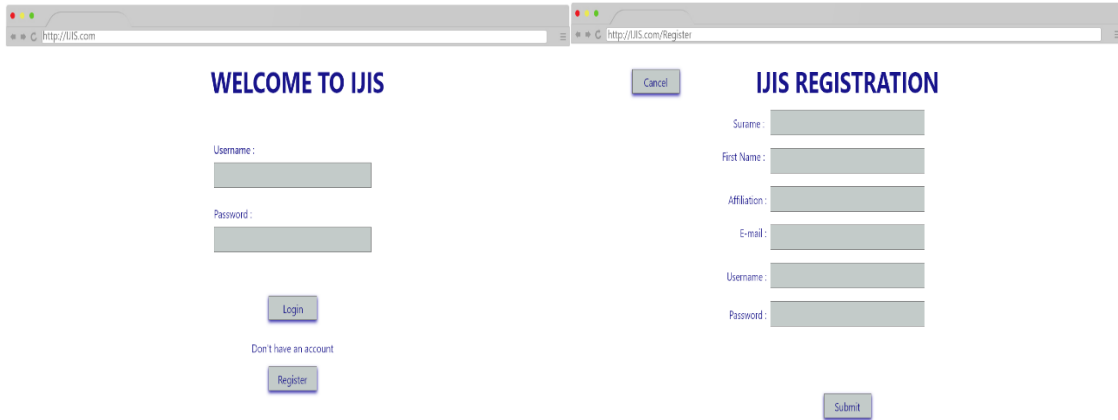 http://IJIS.com
WELCOME TO IJIS
Username :
Password :
Login
Don't have an account
Register
http://IJIS.com/Register
Cancel
IJIS REGISTRATION
Surame :
First Name :
Affiliation :
E-mail :
Username :
Password :
Submit